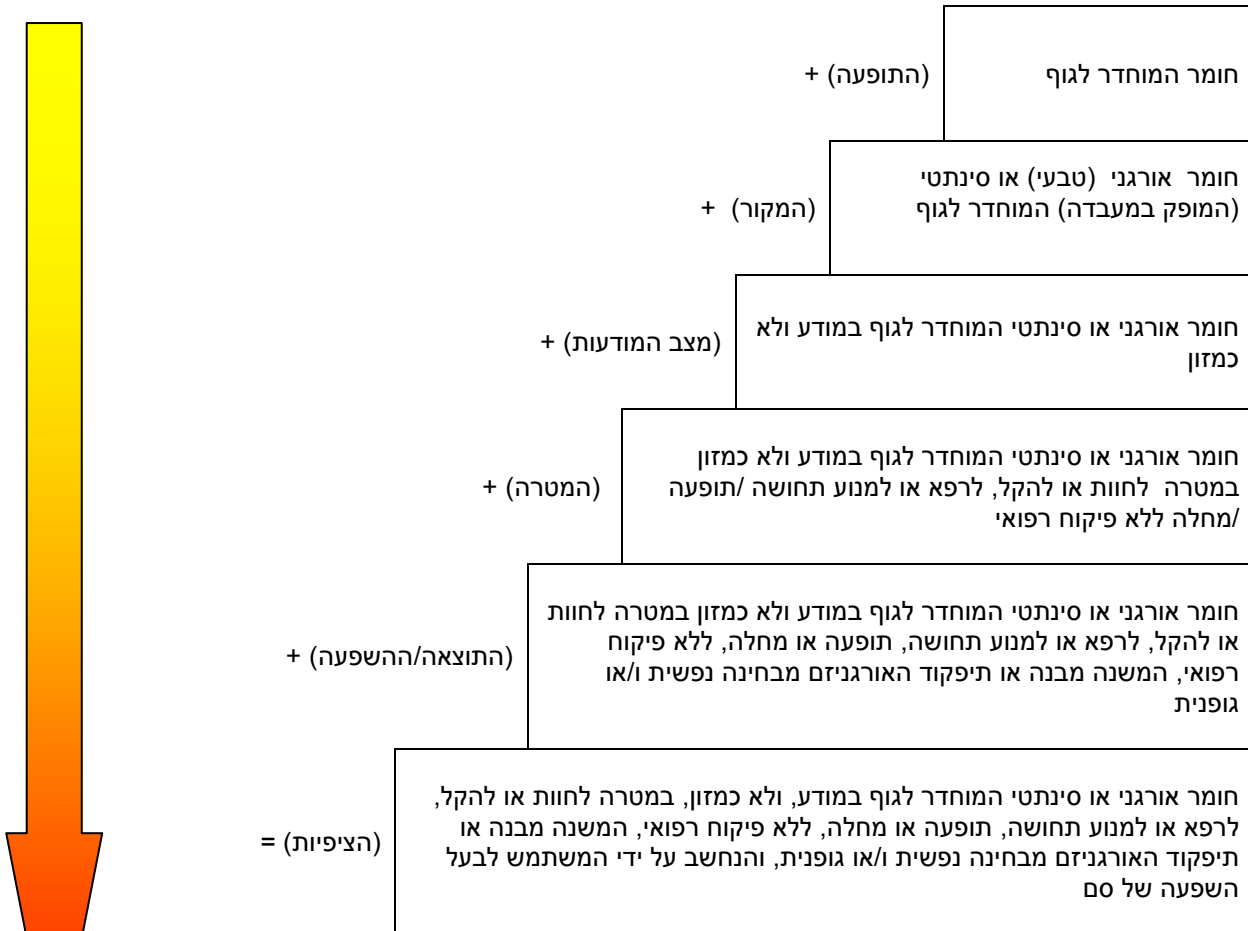 חומר המוחדר לגוף
(התופעה) +
חומר אורגני (טבעי) או סינתטי
(המופק במעבדה) המוחדר לגוף
(המקור) +
חומר אורגני או סינתטי המוחדר לגוף במודע ולא
כמזון
(מצב המודעות) +
חומר אורגני או סינתטי המוחדר לגוף במודע ולא כמזון
במטרה לחוות או להקל, לרפא או למנוע תחושה /תופעה
/מחלה ללא פיקוח רפואי
(המטרה) +
חומר אורגני או סינתטי המוחדר לגוף במודע ולא כמזון במטרה לחוות
או להקל, לרפא או למנוע תחושה, תופעה או מחלה, ללא פיקוח
רפואי, המשנה מבנה או תיפקוד האורגניזם מבחינה נפשית ו/או
גופנית
(התוצאה/ההשפעה) +
חומר אורגני או סינתטי המוחדר לגוף במודע, ולא כמזון, במטרה לחוות או להקל,
לרפא או למנוע תחושה, תופעה או מחלה, ללא פיקוח רפואי, המשנה מבנה או
תיפקוד האורגניזם מבחינה נפשית ו/או גופנית, והנחשב על ידי המשתמש לבעל
השפעה של סם
(הציפיות) =